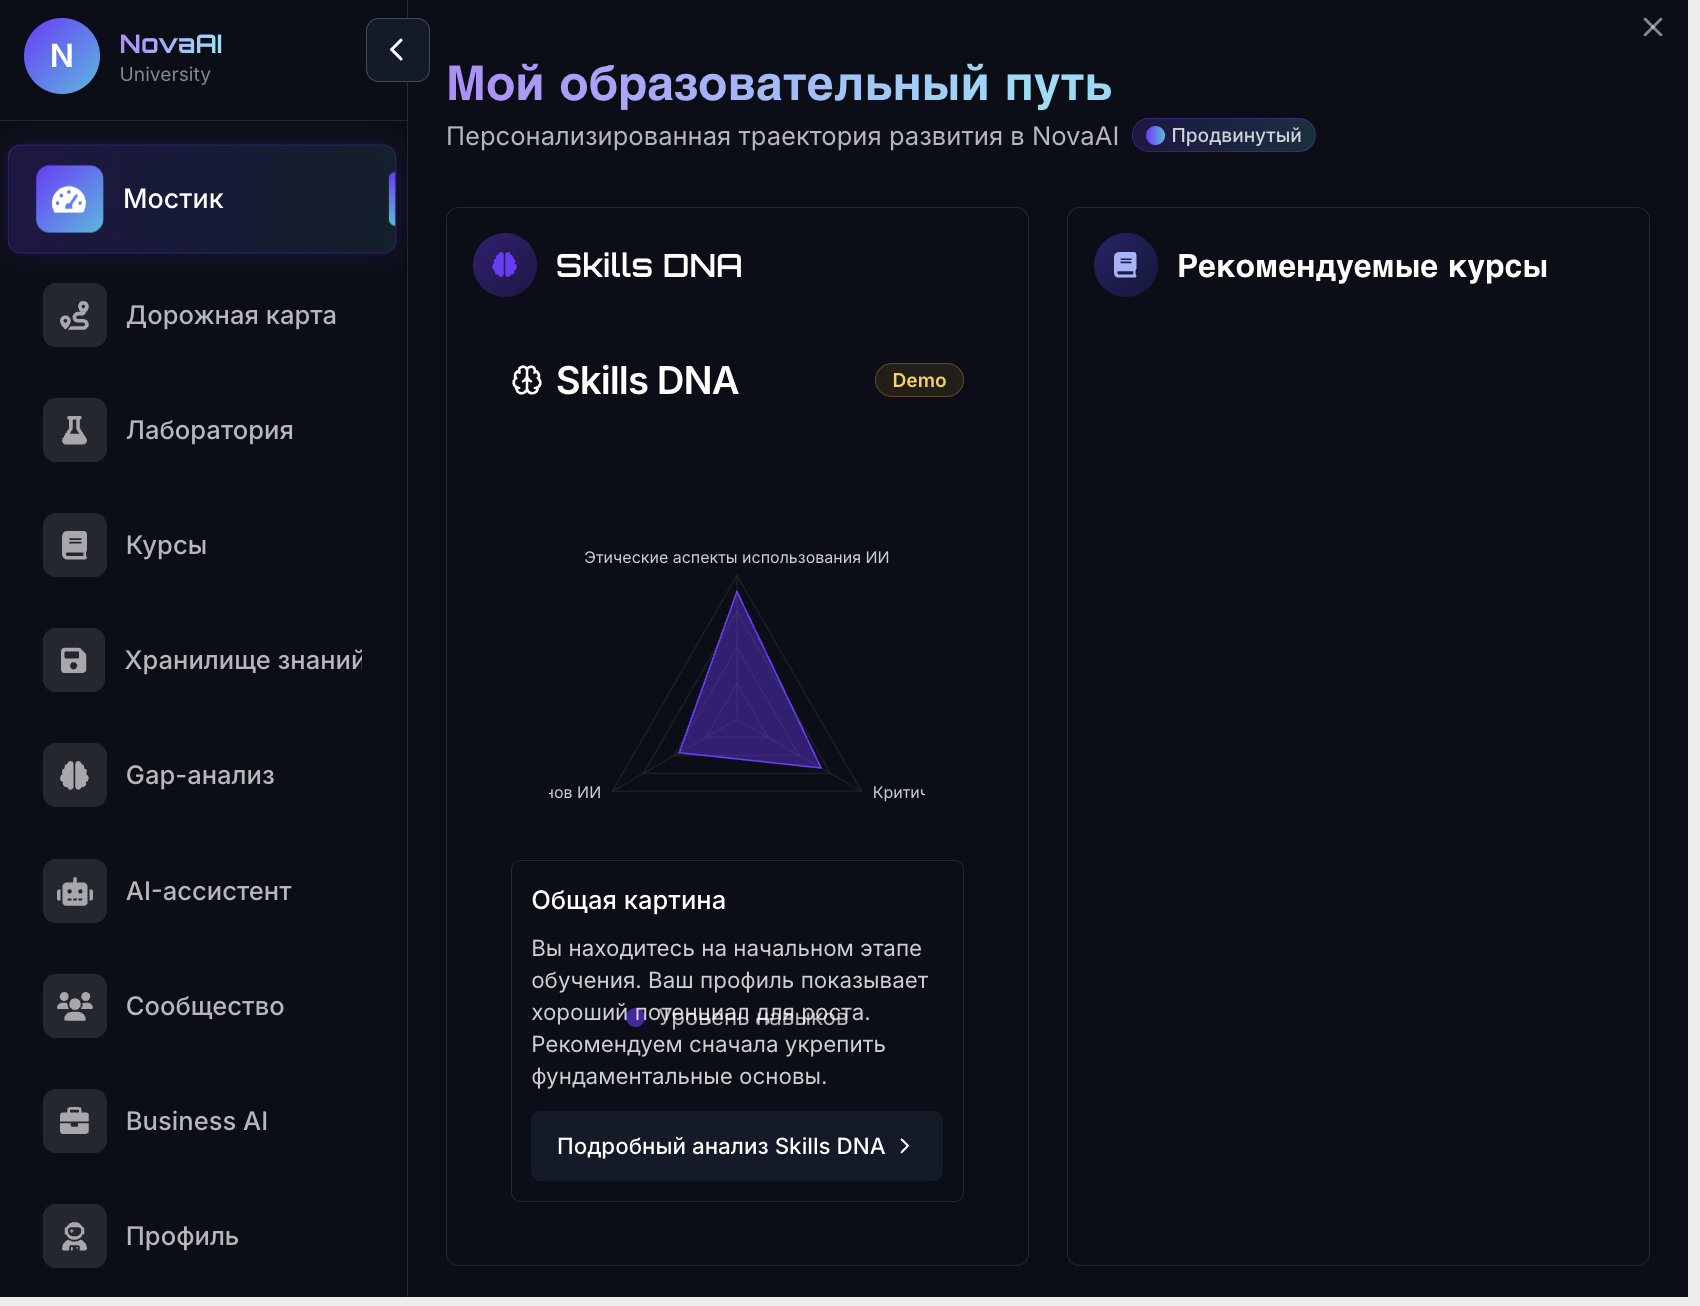 N
NovaAI
University
Мостик
Дорожная карта
Лаборатория
Курсы
Хранилище знаний
Gap-анализ
AI-ассистент
Сообщество
Business AI
Профиль
Мой образовательный путь
Персонализированная траектория развития в NovaAI
Продвинутый
Skills DNA
Skills DNA
Demo
Этические аспекты использования ИИ
нов ИИ
Критич
Общая картина
Вы находитесь на начальном этапе
обучения. Ваш профиль показывает
хороший потенциал для роста.
Уровень навыков
Рекомендуем сначала укрепить
фундаментальные основы.
Подробный анализ Skills DNA
Рекомендуемые курсы